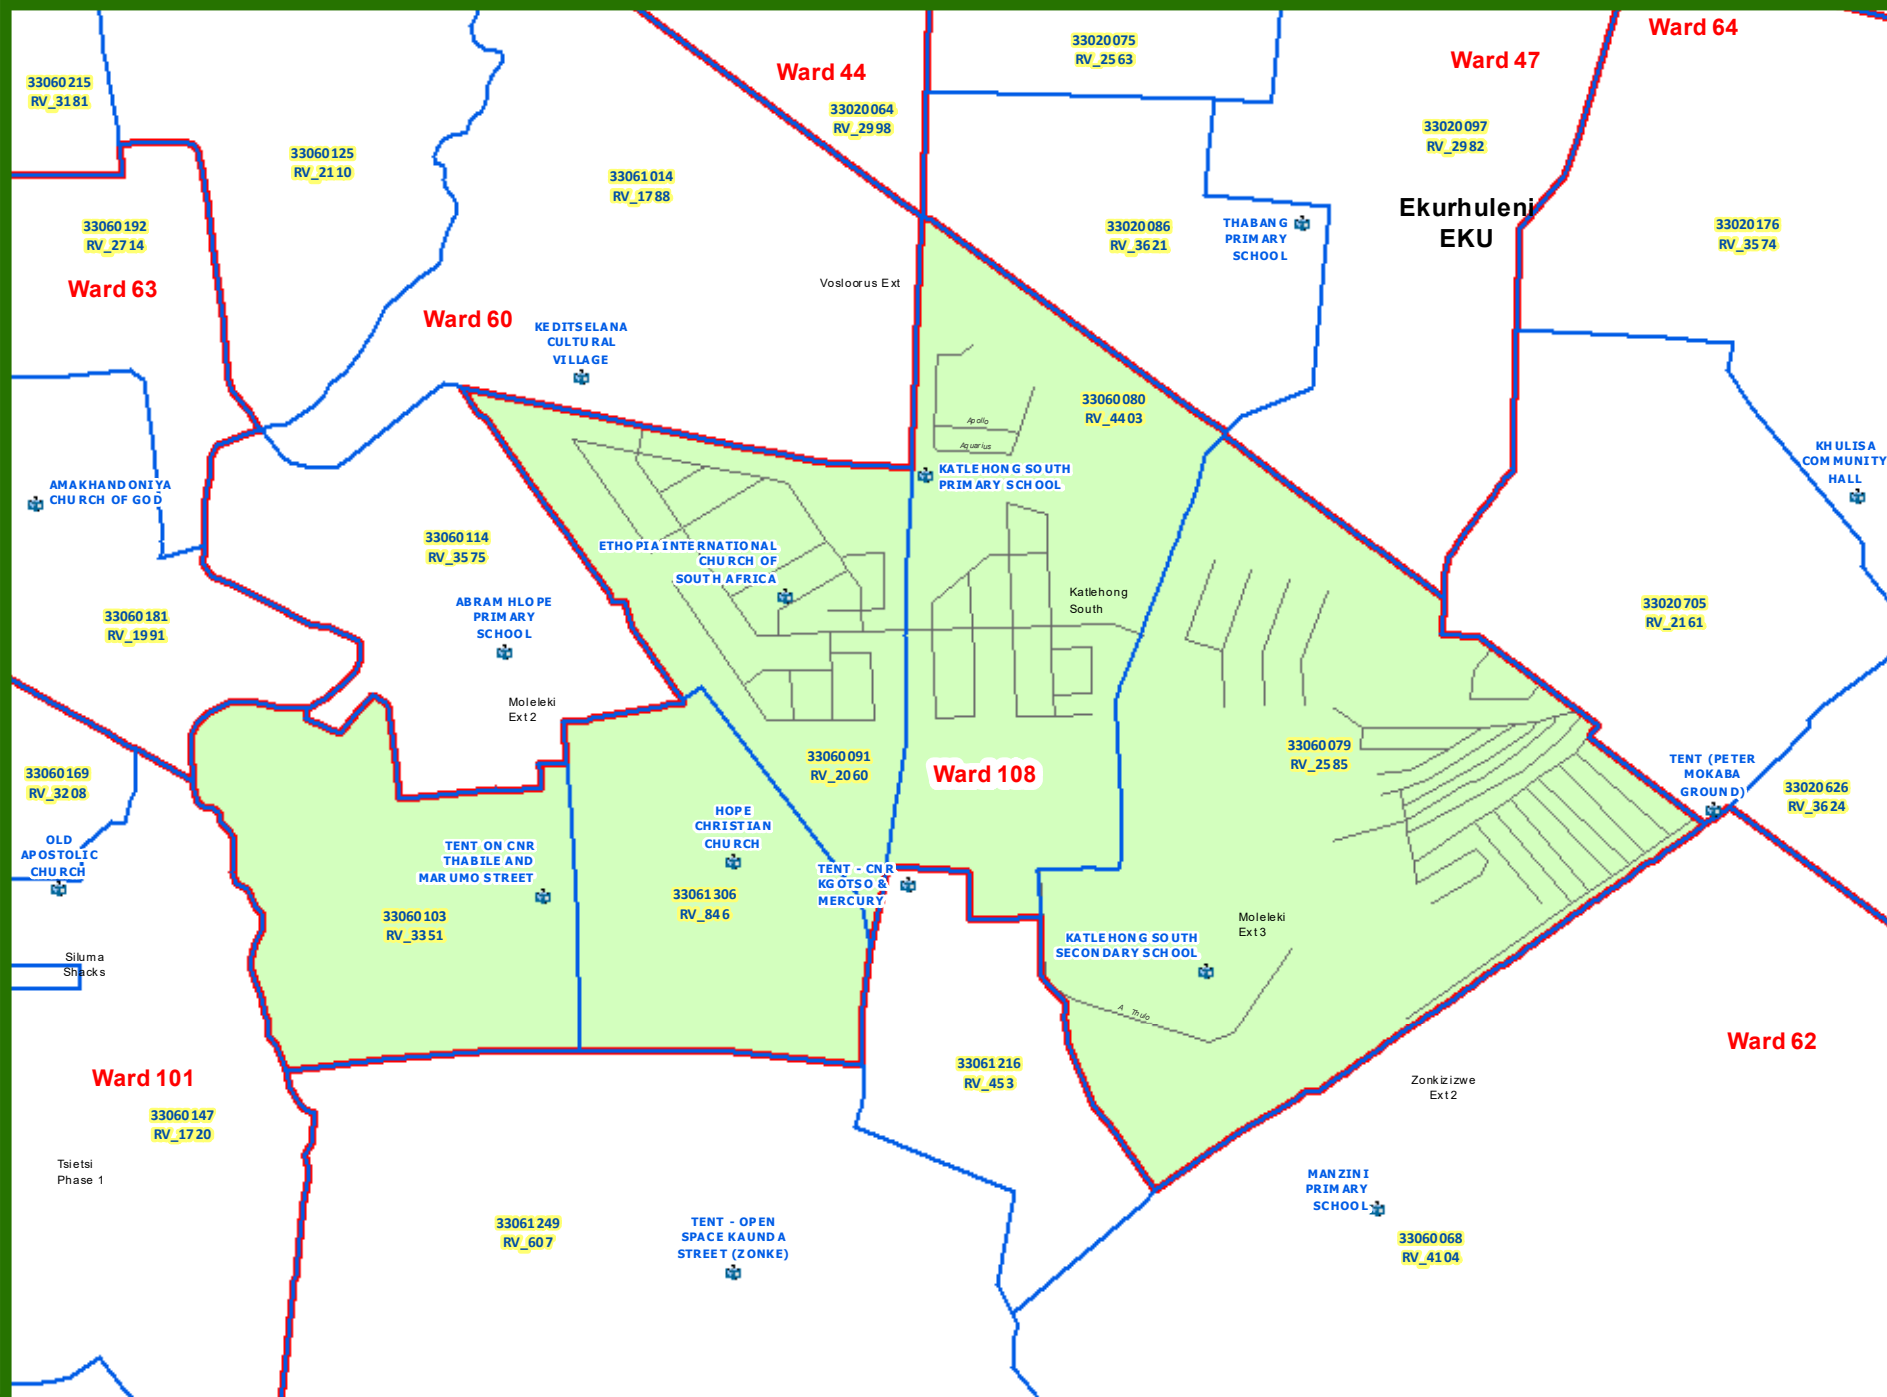 Ward 64
33020075
RV_2563
Ward 47
Ward 44
33060215
RV_3181
33020064
RV_2998
33020097
RV_2982
33060125
RV_2110
33061014
RV_1788
Ekurhuleni
EKU
33060192
RV_2714
33020086
RV_3621
THABANG
PRIMARY
SCHOOL
33020176
RV_3574
Ward 63
Vosloorus Ext
Ward 60
KEDITSELANA
CULTURAL
VILLAGE
33060080
RV_4403
Apollo
Aquarius
KHULISA
COMMUNITY
HALL
KATLEHONG SOUTH
PRIMARY SCHOOL
AMAKHANDONIYA
CHURCH OF GOD
33060114
RV_3575
ETHOPIA INTERNATIONAL
CHURCH OF
SOUTH AFRICA
Katlehong
South
ABRAM HLOPE
PRIMARY
SCHOOL
33060181
RV_1991
33020705
RV_2161
Moleleki
Ext 2
33060091
RV_2060
Ward 108
33060079
RV_2585
33060169
RV_3208
TENT (PETER
MOKABA
GROUND)
33020626
RV_3624
HOPE
CHRISTIAN
CHURCH
OLD
APOSTOLIC
CHURCH
TENT ON CNR
THABILE AND
MARUMO STREET
TENT - CNR
KGOTSO &
MERCURY
33061306
RV_846
33060103
RV_3351
Moleleki
Ext 3
KATLEHONG SOUTH
SECONDARY SCHOOL
Siluma
Shacks
A Thulo
Ward 62
33061216
RV_453
Ward 101
Zonkizizwe
Ext 2
33060147
RV_1720
Tsietsi
Phase 1
MANZINI
PRIMARY
SCHOOL
33061249
RV_607
TENT - OPEN
SPACE KAUNDA
STREET (ZONKE)
33060068
RV_4104